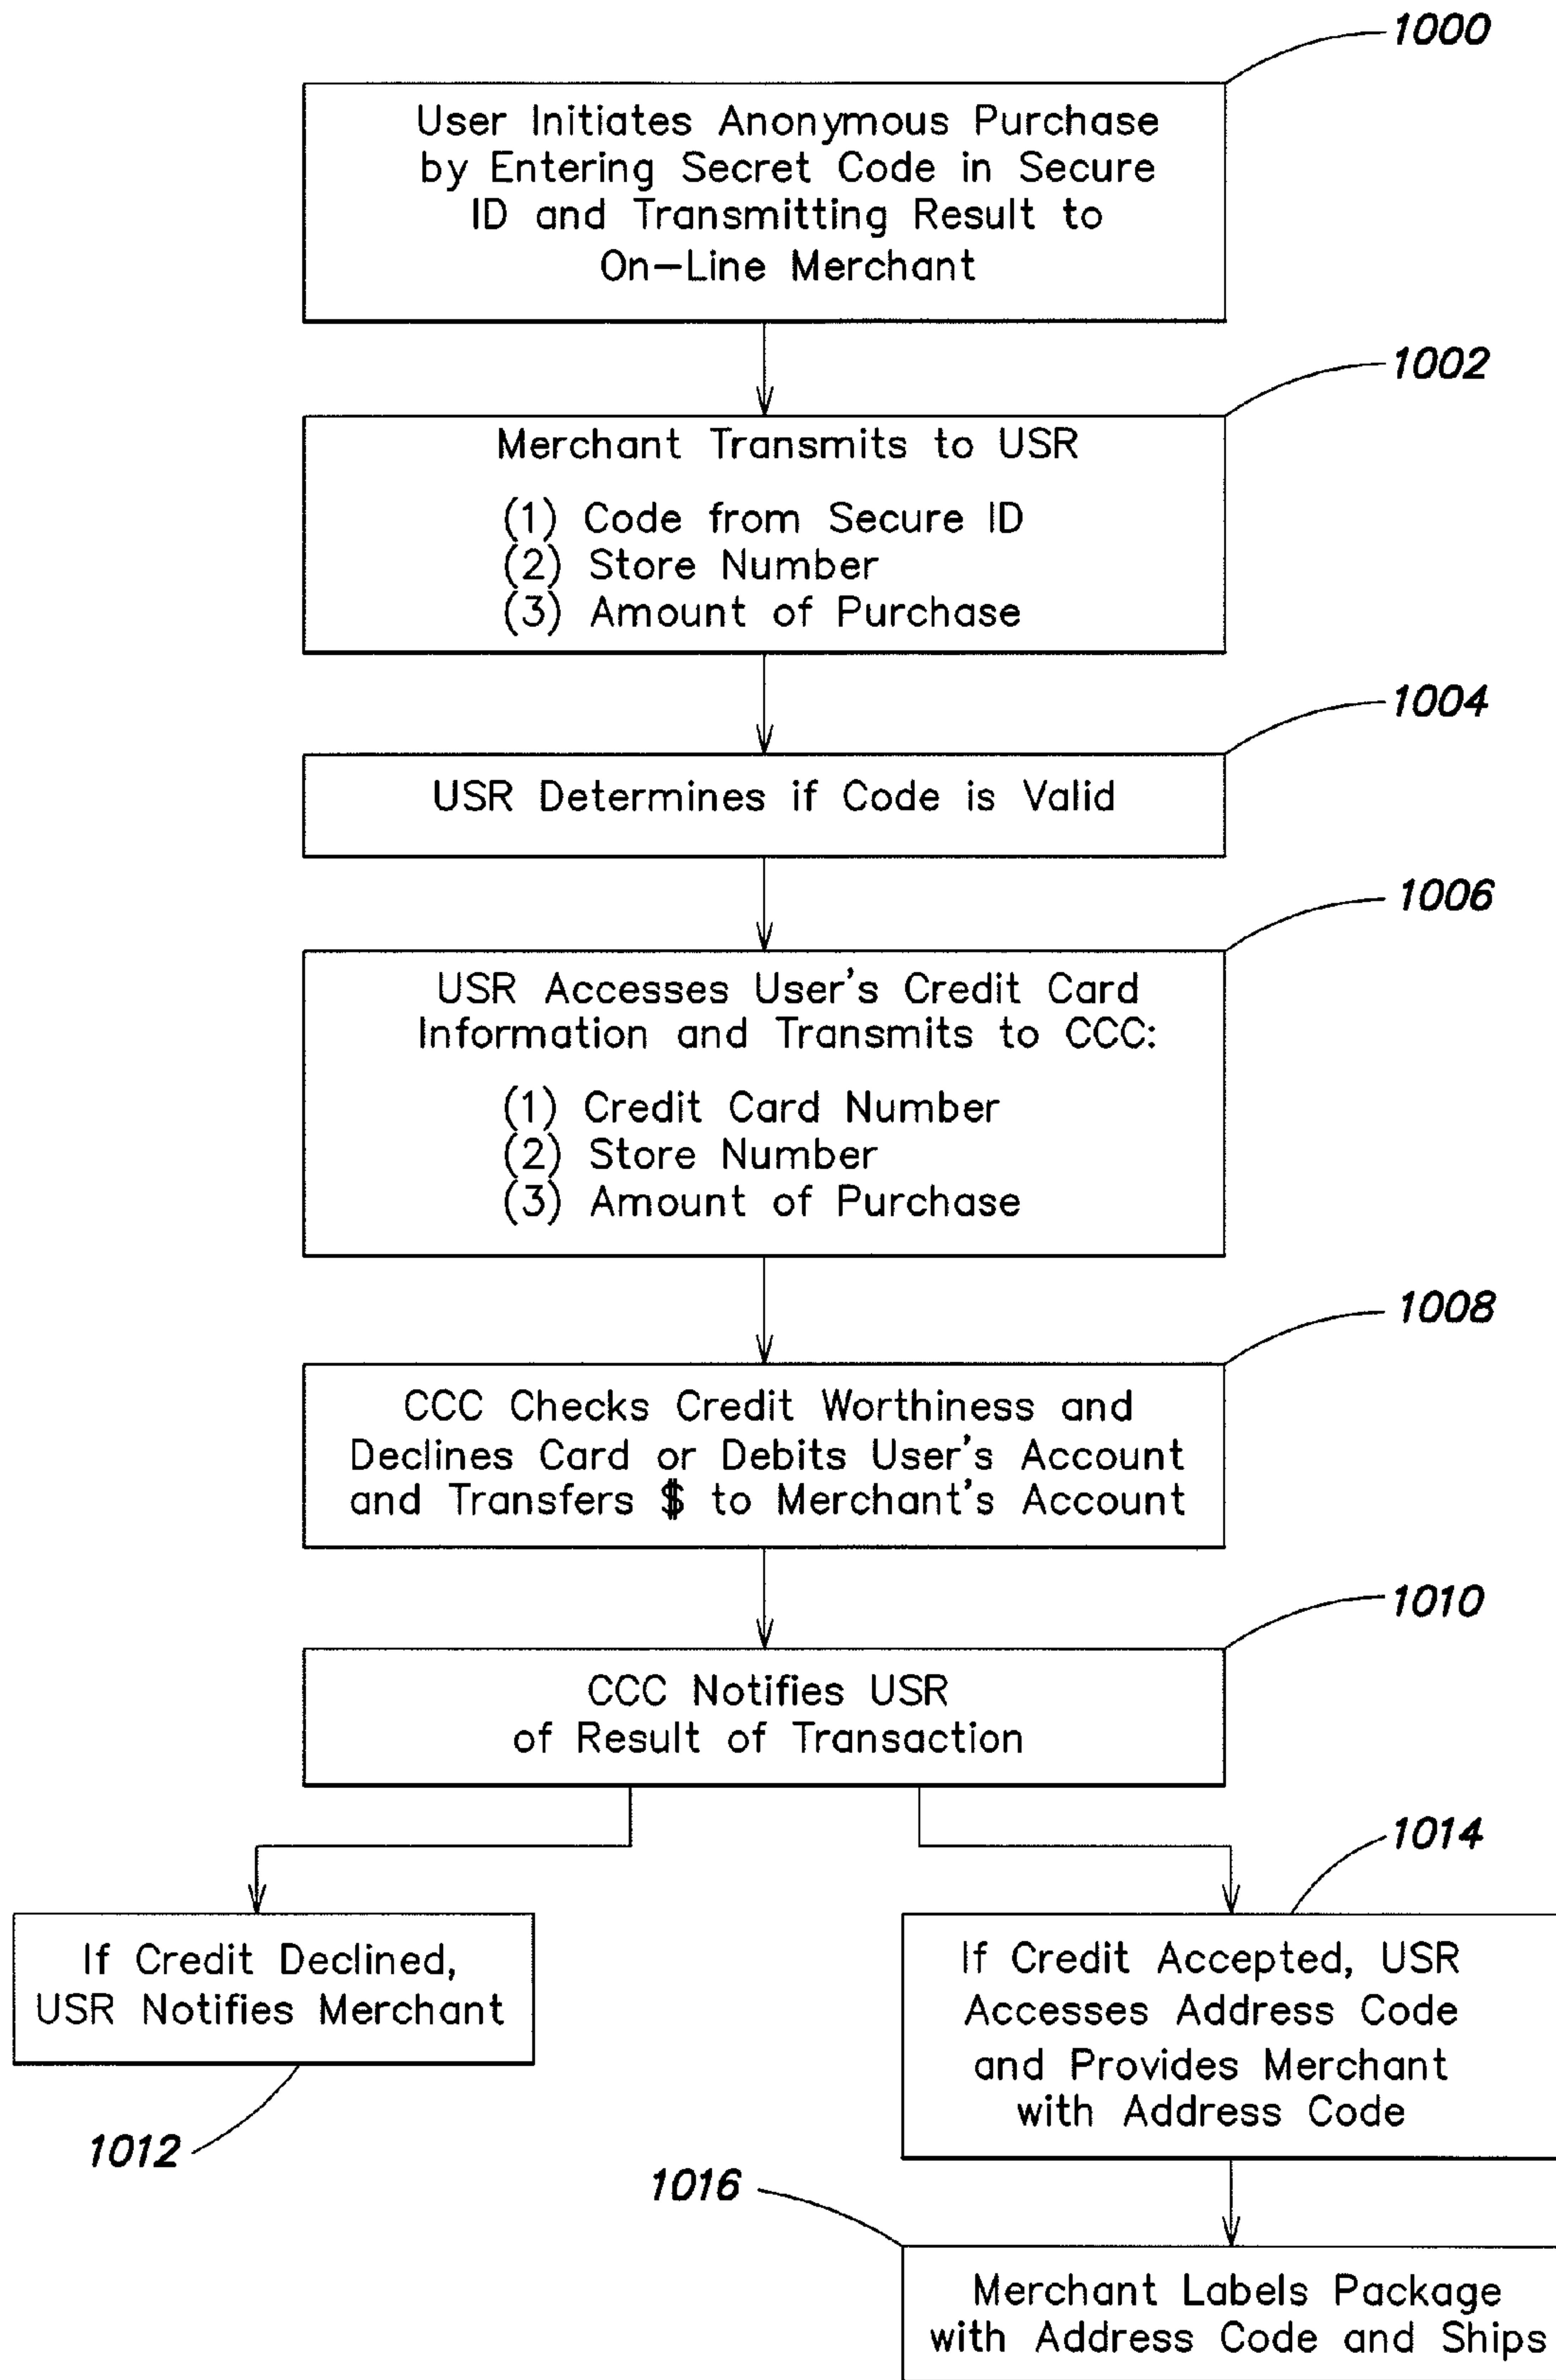 1000
User Initiates Anonymous Purchase
by Entering Secret Code in Secure
ID and Transmitting Result to
On-Line Merchant
1002
Merchant Transmits to USR
(1) Code from Secure ID
(2) Store Number
(3) Amount of Purchase
1004
USR Determines if Code is Valid
1006
USR Accesses User's Credit Card
Information and Transmits to CCC:
(1) Credit Card Number
(2) Store Number
(3) Amount of Purchase
1008
CCC Checks Credit Worthiness and
Declines Card or Debits User's Account
and Transfers $ to Merchant's Account
1010
CCC Notifies USR
of Result of Transaction
1014
If Credit Declined,
USR Notifies Merchant
1012
If Credit Accepted, USR
Accesses Address Code
and Provides Merchant
with Address Code
1016
Merchant Labels Package
with Address Code and Ships